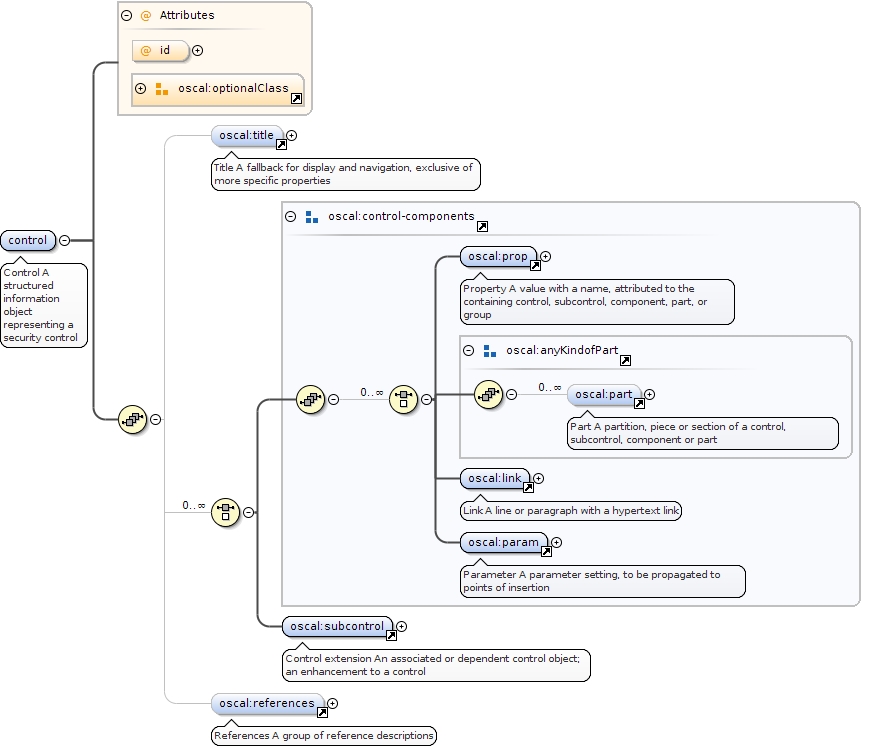 @ Attributes
@ id
oscal:optionalClass
oscal:title
Title A fallback for display and navigation, exclusive of
more specific properties
control
Control A
structured
information
object
representing a
security control
oscal:control-components
oscal:prop
Property A value with a name, attributed to the
containing control, subcontrol, component, part, or
group
oscal:anyKindofPart
0..∞
0..∞
oscal:part
Part A partition, piece or section of a control,
subcontrol, component or part
oscal:link
Link A line or paragraph with a hypertext link
0..∞
oscal:param
Parameter A parameter setting, to be propagated to
points of insertion
oscal:subcontrol
Control extension An associated or dependent control object;
an enhancement to a control
oscal:references
References A group of reference descriptions